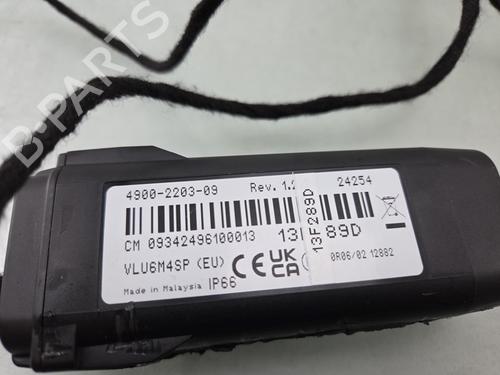 B-PARTS
4900-2203-09 Rev. 1. 24254
CM 09342496100013 13F289D
13F289D
VLU6M4SP (EU) CE UK CA 0R06/02 12882
Made in Malaysia IP66